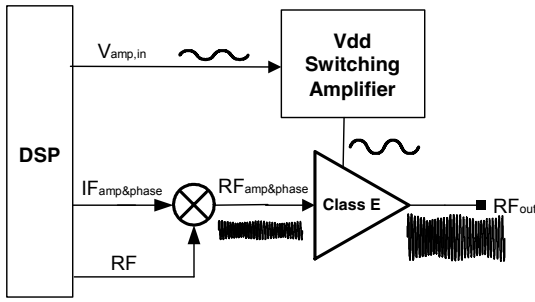 Vamp,in
Vdd
Switching
Amplifier
DSP
IFamp&phase
RFamp&phase
Class E
RFout
RF